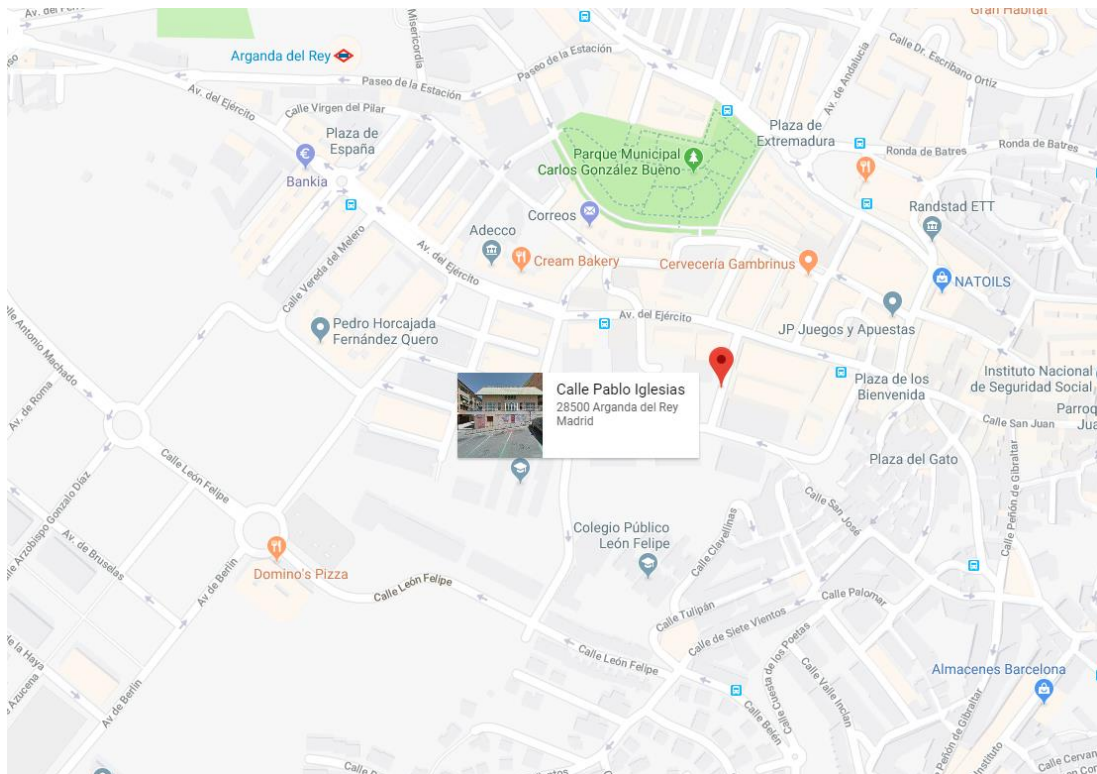 Gran Hábitat
Av. del Ejército
Arganda del Rey
Misericordia
Paseo de la Estación
Paseo de la Estación
Calle Dr. Escribano Ortiz
Av. de Andalucía
Av. del Ejército
Calle Virgen del Pilar
Plaza de
España
€
Bankia
Parque Municipal
Carlos González Bueno
Plaza de
Extremadura
Ronda de Batres
Ronda de Batres
Randstad ETT
Correos
Adecco
Cream Bakery
Cervecería Gambrinus
NATOILS
Calle Vereda del Melero
Av. del Ejército
Av. del Ejército
JP Juegos y Apuestas
Pedro Horcajada
Fernández Quero
Calle Antonio Machado
Av. de Roma
Calle Pablo Iglesias
28500 Arganda del Rey
Madrid
Plaza de los
Bienvenida
Instituto Nacional
de Seguridad Social
Calle San Juan
Plaza del Gato
Calle León Felipe
Calle Arzobispo Gonzalo Díaz
Av. de Bruselas
Av. de Berlín
Domino's Pizza
Calle León Felipe
Colegio Público
León Felipe
Calle Clavellinas
Calle San José
Calle Peñón de Gibraltar
Calle Tulipán
Calle de Siete Vientos
Calle Palomar
Calle León Felipe
Calle Cuesta de los Poetas
Calle Valle Inclan
Almacenes Barcelona
Av de Berlín
Calle Belén
Peñón de Gibraltar
Instituto